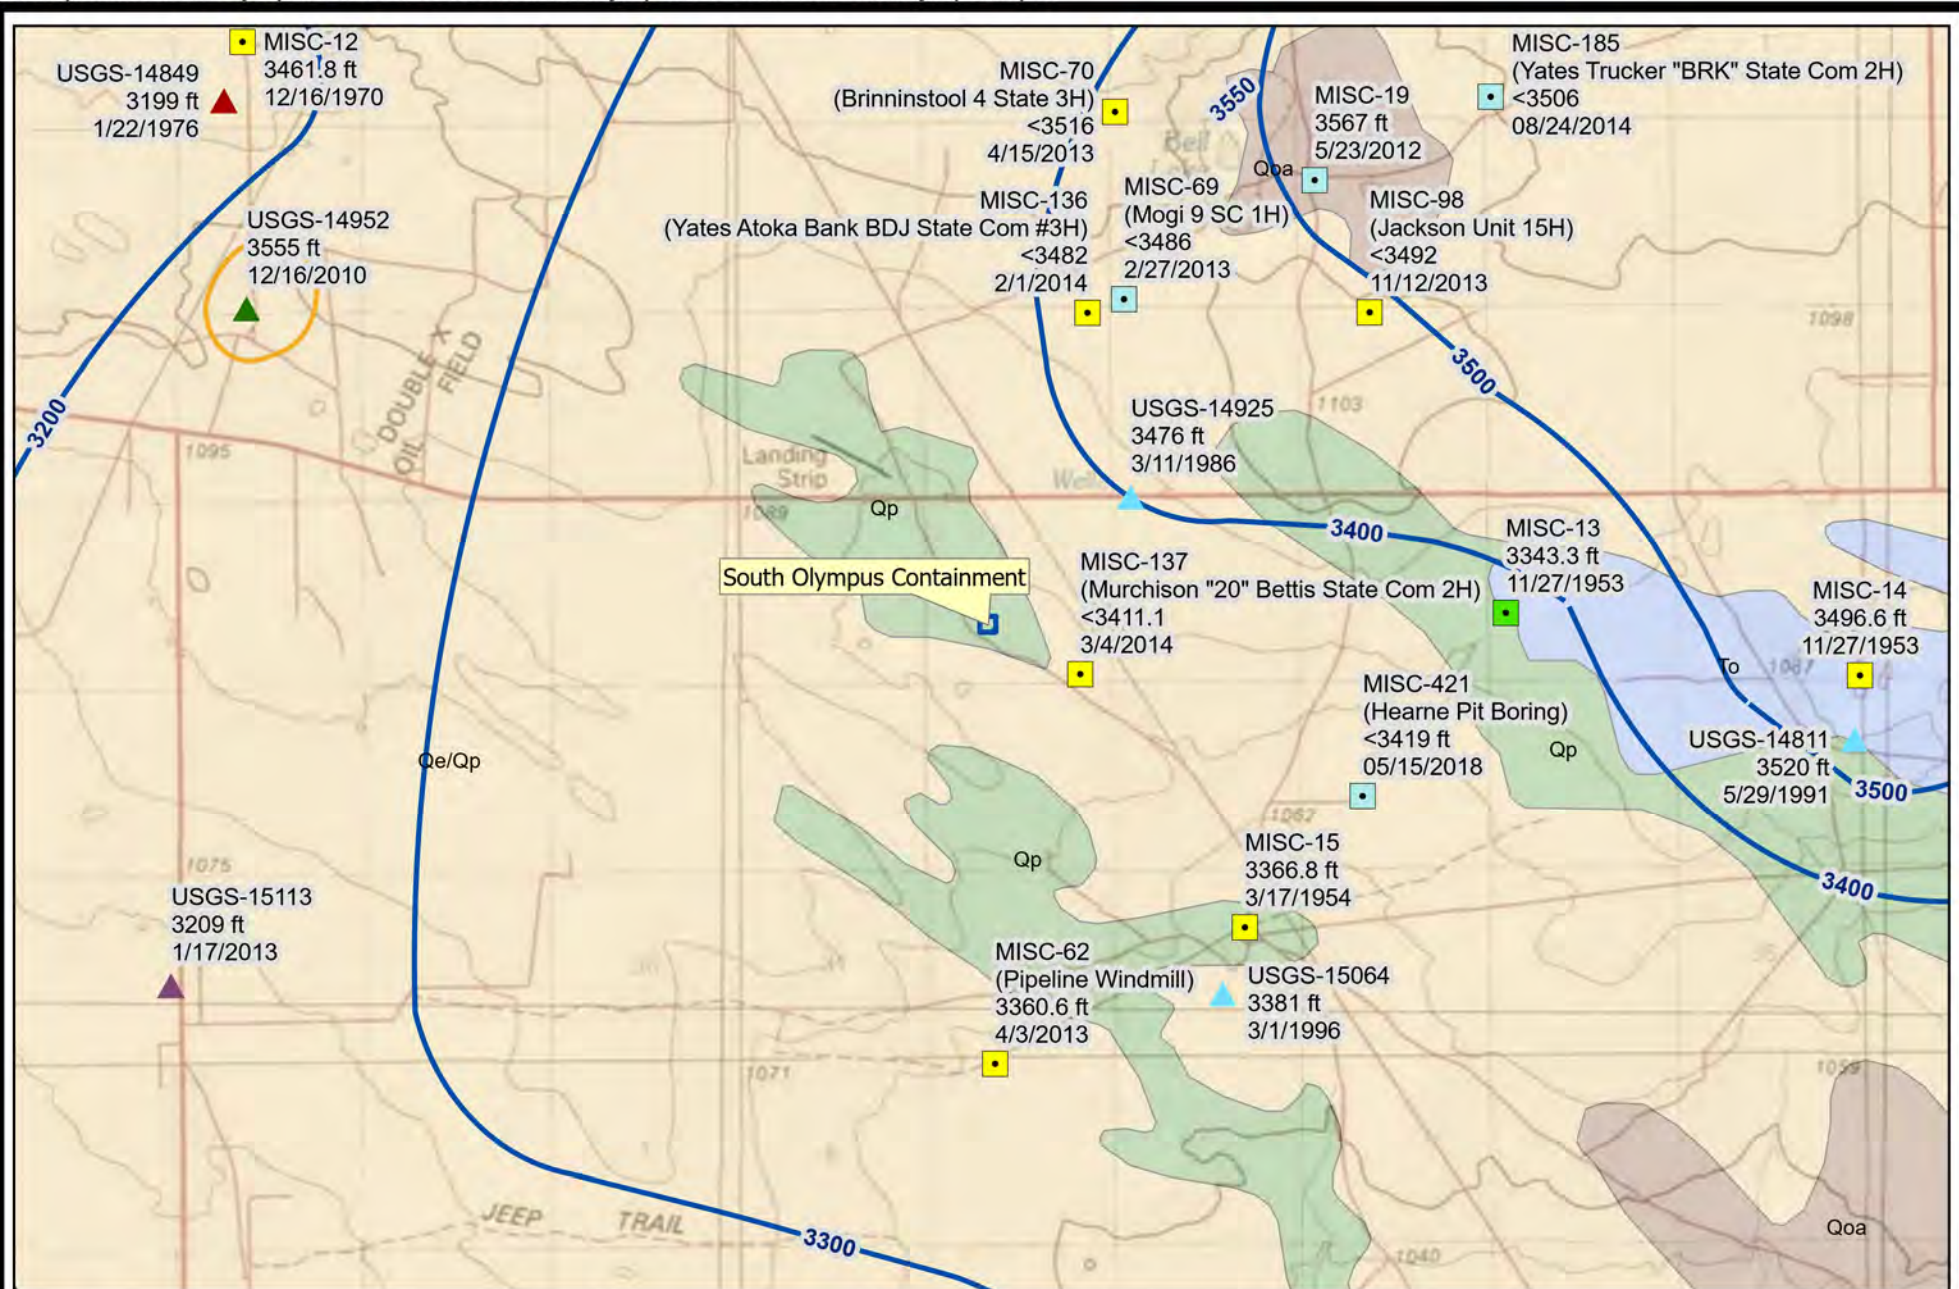 MISC-12
3461.8 ft
12/16/1970
USGS-14849
3199 ft
1/22/1976
MISC-70
(Brinninstool 4 State 3H)
<3516
4/15/2013
3550
MISC-185
(Yates Trucker "BRK" State Com 2H)
<3506
08/24/2014
MISC-19
3567 ft
5/23/2012
Bell
Qoa
USGS-14952
3555 ft
12/16/2010
MISC-136
(Yates Atoka Bank BDJ State Com #3H)
<3482
2/1/2014
MISC-69
(Mogi 9 SC 1H)
<3486
2/27/2013
MISC-98
(Jackson Unit 15H)
<3492
11/12/2013
1098
DOUBLE X
OIL FIELD
3200
3500
1103
USGS-14925
3476 ft
3/11/1986
1095
Landing
Strip
Well
1089
Qp
3400
MISC-13
3343.3 ft
11/27/1953
South Olympus Containment
MISC-137
(Murchison "20" Bettis State Com 2H)
<3411.1
3/4/2014
MISC-14
3496.6 ft
11/27/1953
To
1067
MISC-421
(Hearne Pit Boring)
<3419 ft
05/15/2018
Qp
USGS-14811
3520 ft
5/29/1991
3500
Qe/Qp
1062
1075
Qp
MISC-15
3366.8 ft
3/17/1954
3400
USGS-15113
3209 ft
1/17/2013
MISC-62
(Pipeline Windmill)
3360.6 ft
4/3/2013
USGS-15064
3381 ft
3/1/1996
1071
1059
JEEP TRAIL
3300
Qoa
1040